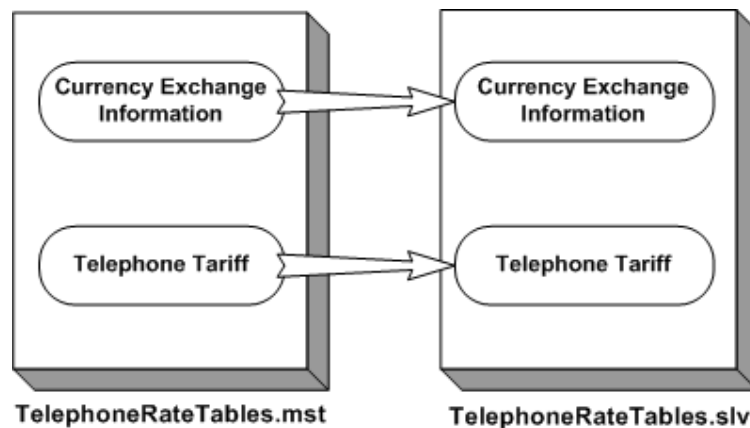 Currency Exchange
Information
Currency Exchange
Information
Telephone Tariff
Telephone Tariff
TelephoneRateTables.mst
TelephoneRateTables.slv